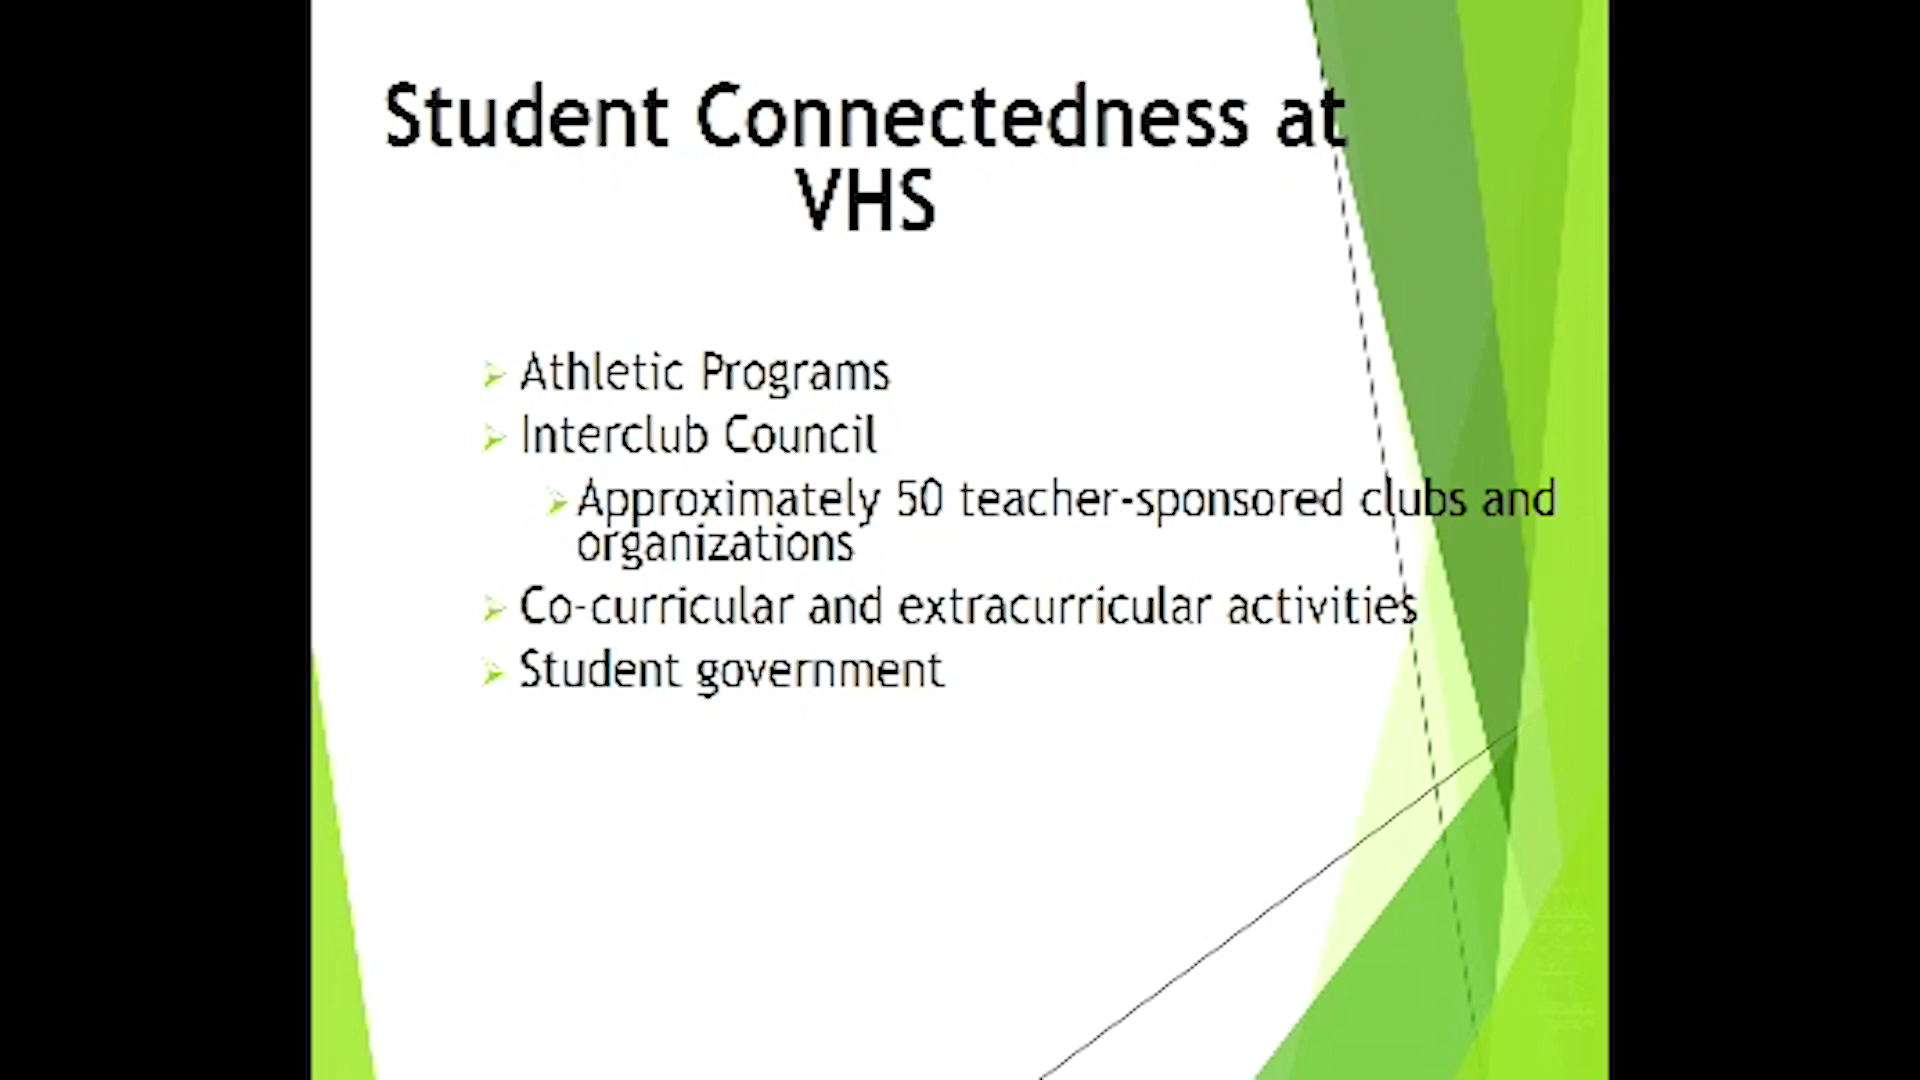 Student Connectedness at
VHS
Athletic Programs
Interclub Council
Approximately 50 teacher-sponsored clubs and
organizations
Co-curricular and extracurricular activities
Student government